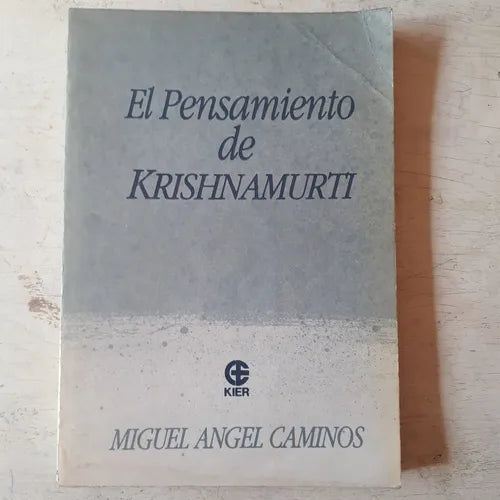 El Pensamiento
de
KRISHNAMURTI
KIER
MIGUEL ANGEL CAMINOS